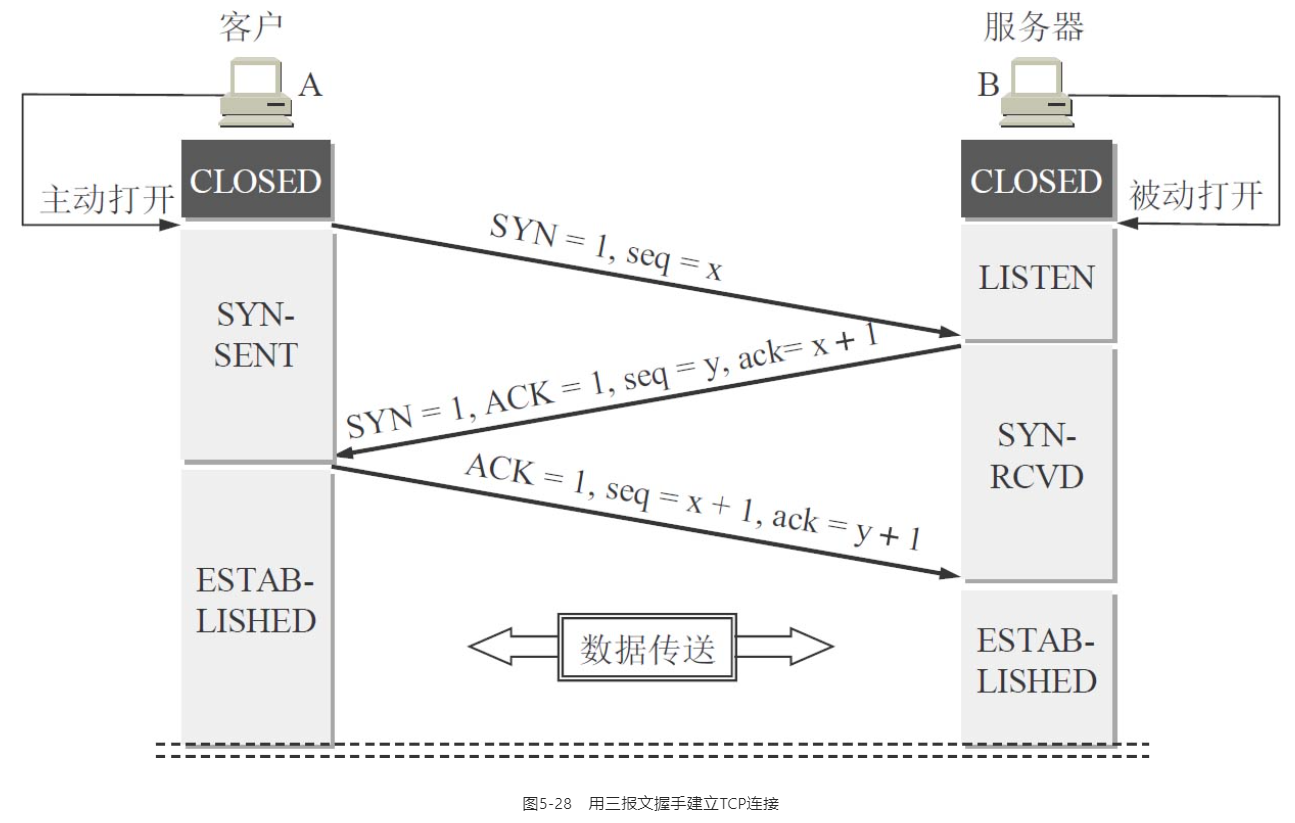 客户
服务器
A
B
CLOSED
CLOSED
主动打开
被动打开
SYN = 1, seq = x
LISTEN
SYN-
SENT
SYN = 1, ACK = 1, seq = y, ack= x + 1
SYN-
RCVD
ACK = 1, seq = x + 1, ack = y + 1
ESTAB-
LISHED
数据传送
ESTAB-
LISHED
图5-28 用三报文握手建立TCP连接